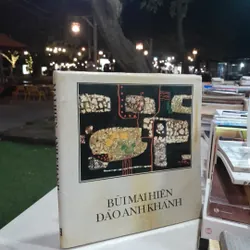 BÙI MAI HIÊN
ĐÀO ANH KHÁNH